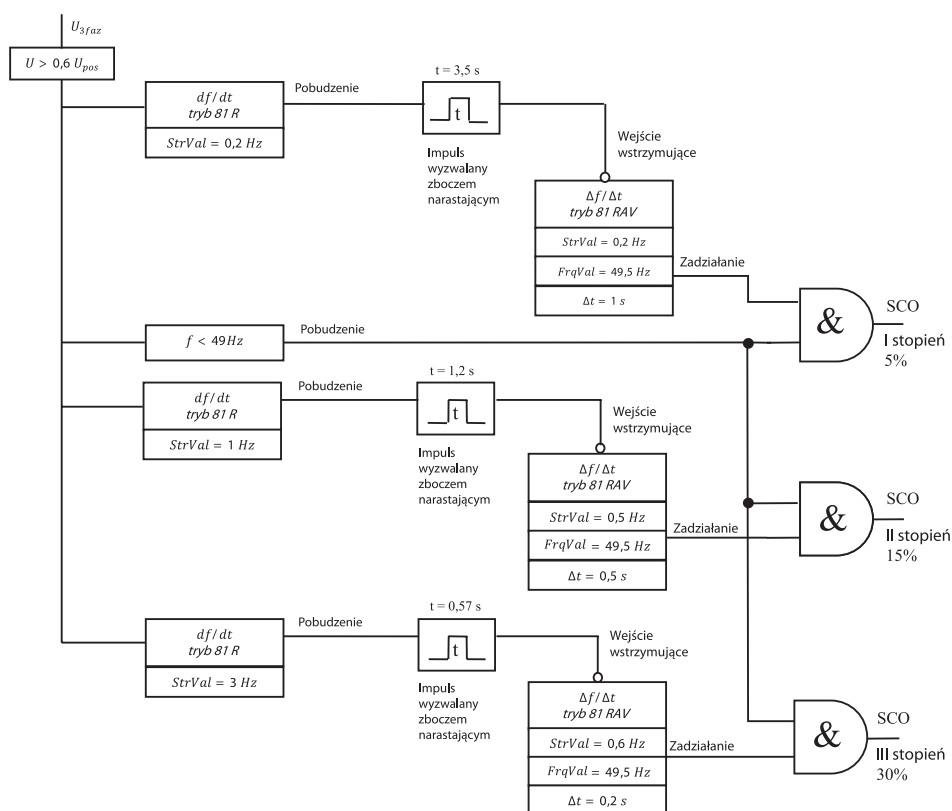 U3faz
U > 0,6 Upos
df/dt
tryb 81 R
StrVal = 0,2 Hz
Pobudzenie
t = 3,5 s
t
Impuls
wyzwalany
zboczem
narastającym
Wejście
wstrzymujące
Δf/Δt
tryb 81 RAV
StrVal = 0,2 Hz
FrqVal = 49,5 Hz
Δt = 1 s
Zadziałanie
&
SCO
I stopień
5%
f < 49Hz
Pobudzenie
df/dt
tryb 81 R
StrVal = 1 Hz
Pobudzenie
t = 1,2 s
t
Impuls
wyzwalany
zboczem
narastającym
Wejście
wstrzymujące
Δf/Δt
tryb 81 RAV
StrVal = 0,5 Hz
FrqVal = 49,5 Hz
Δt = 0,5 s
Zadziałanie
&
SCO
II stopień
15%
df/dt
tryb 81 R
StrVal = 3 Hz
Pobudzenie
t = 0,57 s
t
Impuls
wyzwalany
zboczem
narastającym
Wejście
wstrzymujące
Δf/Δt
tryb 81 RAV
StrVal = 0,6 Hz
FrqVal = 49,5 Hz
Δt = 0,2 s
Zadziałanie
&
SCO
III stopień
30%